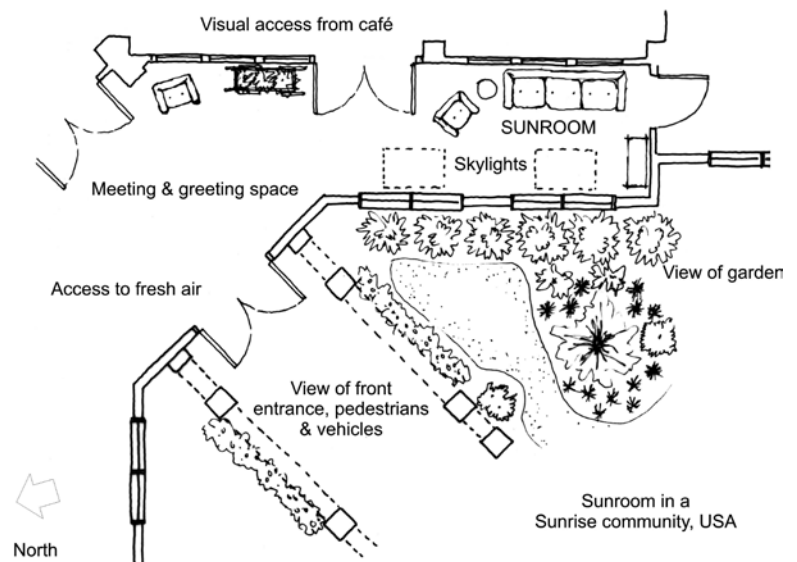 Visual access from café
SUNROOM
Skylights
Meeting & greeting space
View of garden
Access to fresh air
View of front
entrance, pedestrians
& vehicles
Sunroom in a
Sunrise community, USA
North